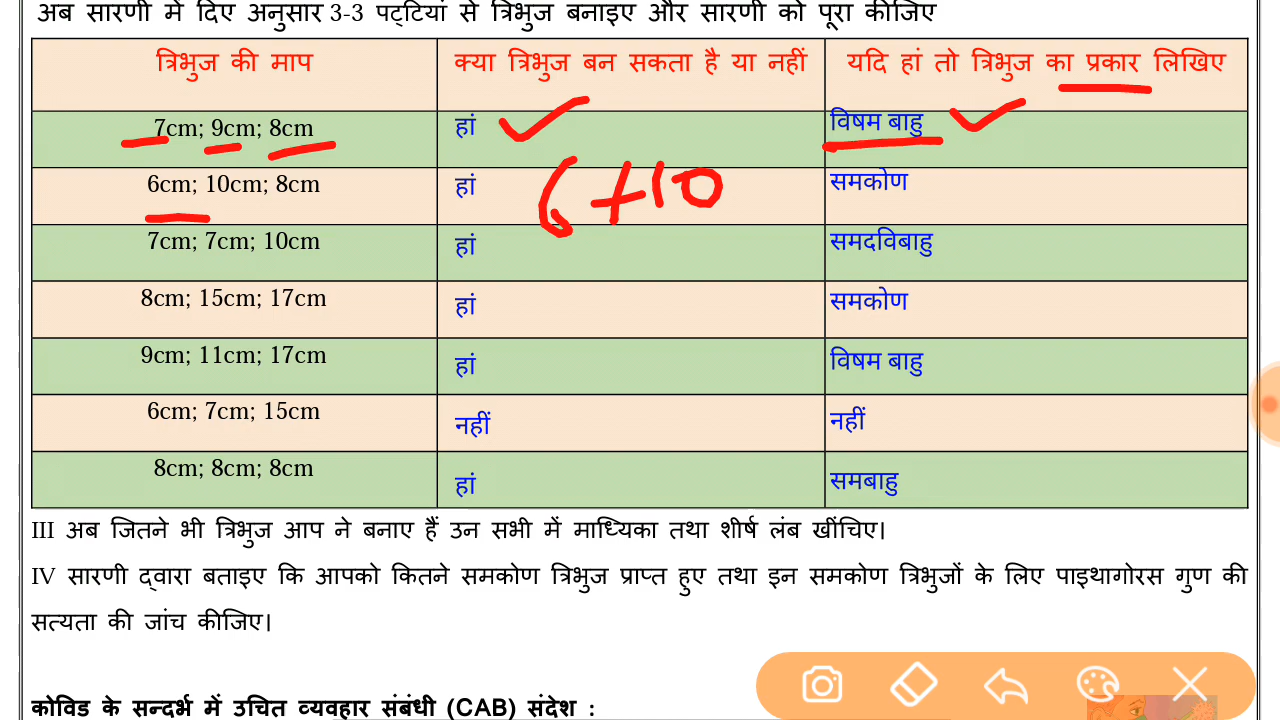 अब सारणी में दिए अनुसार 3-3 पट्टियां से त्रिभुज बनाइए और सारणी को पूरा कीजिए
त्रिभुज की माप क्या त्रिभुज बन सकता है या नहीं यदि हां तो त्रिभुज का प्रकार लिखिए
7cm; 9cm; 8cm हां विषम बाहु
6cm; 10cm; 8cm हां 6+10 समकोण
7cm; 7cm; 10cm हां समदविबाहु
8cm; 15cm; 17cm हां समकोण
9cm; 11cm; 17cm हां विषम बाहु
6cm; 7cm; 15cm नहीं नहीं
8cm; 8cm; 8cm हां समबाहु
III अब जितने भी त्रिभुज आप ने बनाए हैं उन सभी में माध्यिका तथा शीर्ष लंब खींचिए।
IV सारणी द्वारा बताइए कि आपको कितने समकोण त्रिभुज प्राप्त हुए तथा इन समकोण त्रिभुजों के लिए पाइथागोरस गुण की
सत्यता की जांच कीजिए।
कोविड के सन्दर्भ में उचित व्यवहार संबंधी (CAB) संदेश :